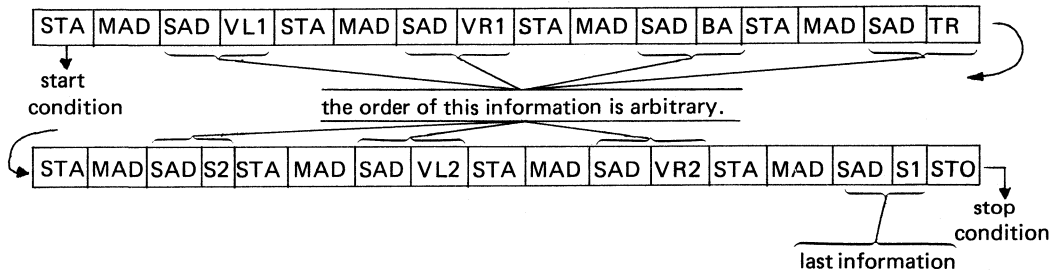 STA MAD SAD VL1 STA MAD SAD VR1 STA MAD SAD BA STA MAD SAD TR
start
condition
the order of this information is arbitrary.
STA MAD SAD S2 STA MAD SAD VL2 STA MAD SAD VR2 STA MAD SAD S1 STO
stop
condition
last information